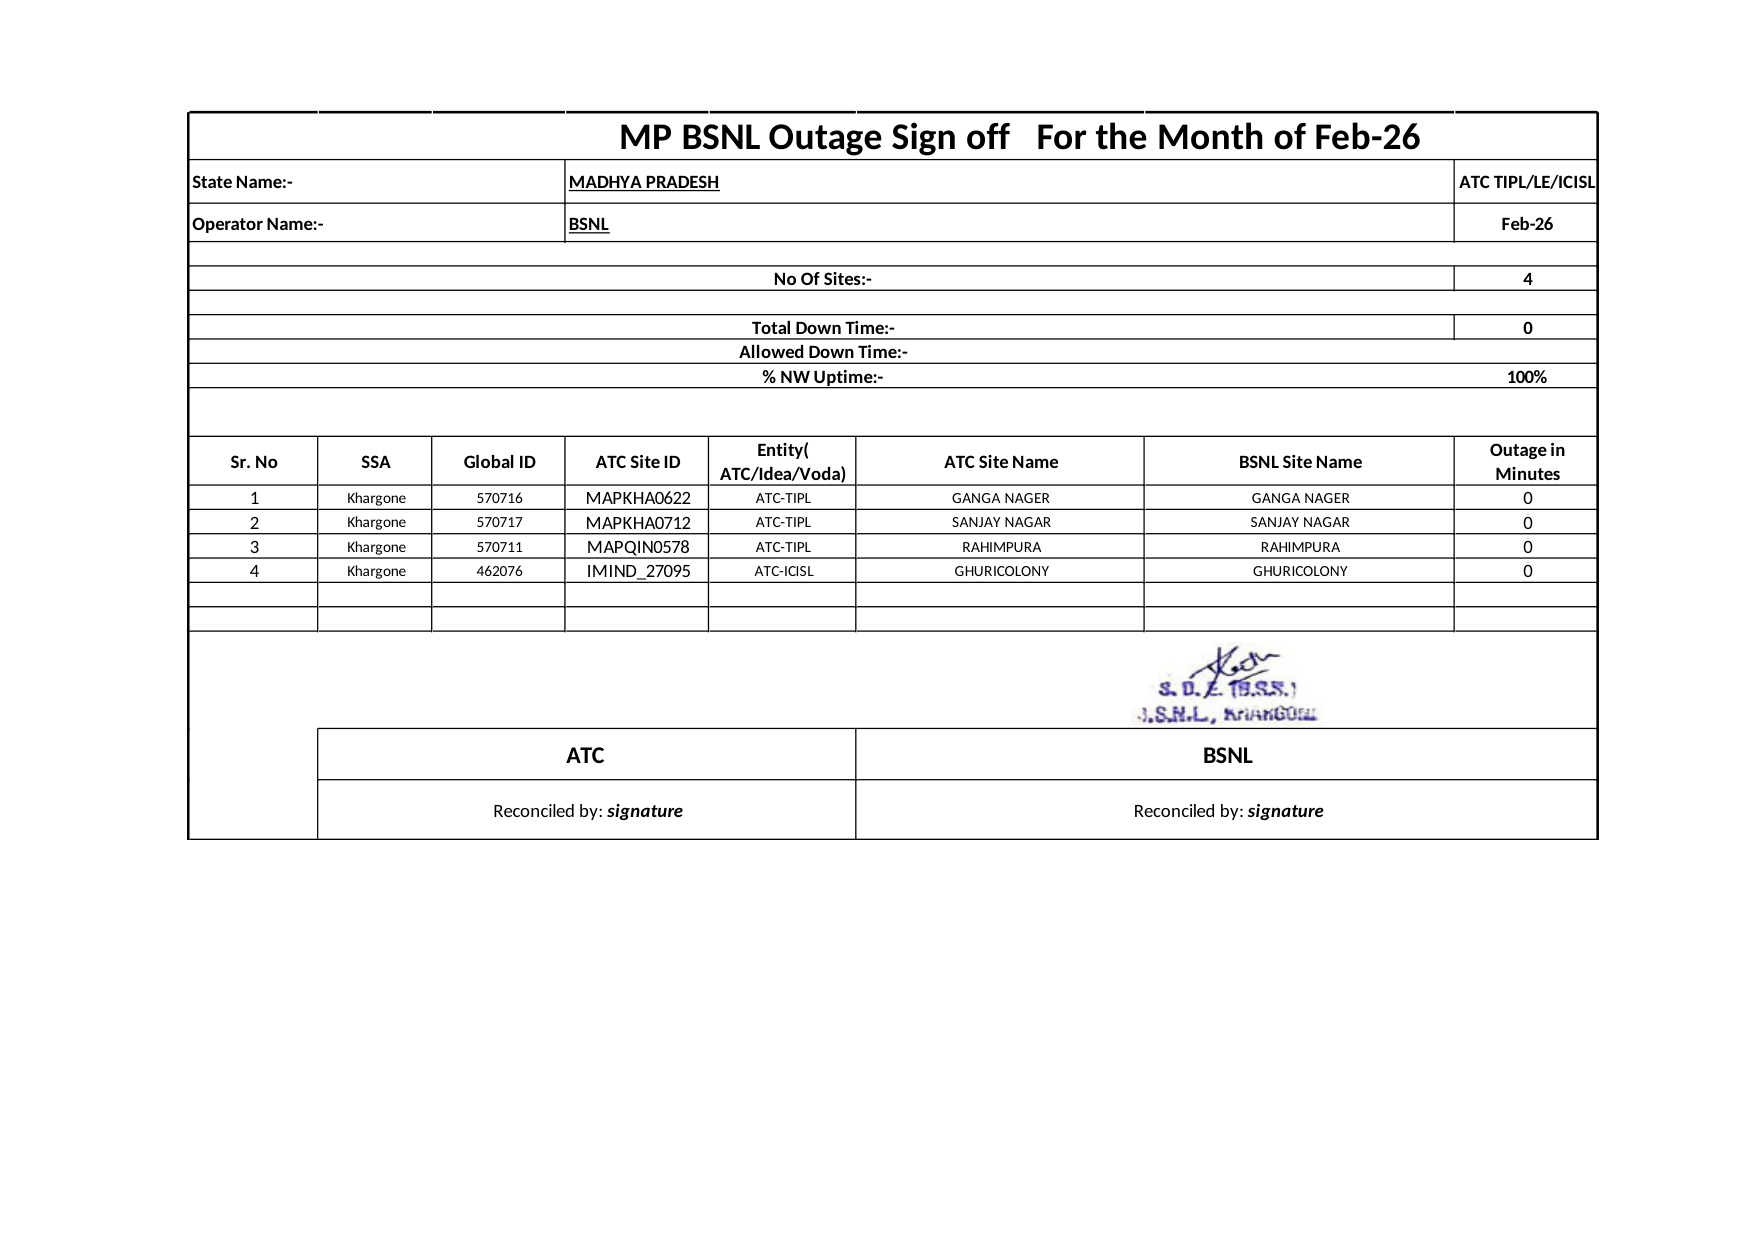 MP BSNL Outage Sign off   For the Month of Feb-26
State Name:- MADHYA PRADESH ATC TIPL/LE/ICISL
Operator Name:- BSNL Feb-26
No Of Sites:- 4
Total Down Time:- 0
Allowed Down Time:-
% NW Uptime:- 100%
Sr. No SSA Global ID ATC Site ID Entity( ATC/Idea/Voda) ATC Site Name BSNL Site Name Outage in Minutes
1 Khargone 570716 MAPKHA0622 ATC-TIPL GANGA NAGER GANGA NAGER 0
2 Khargone 570717 MAPKHA0712 ATC-TIPL SANJAY NAGAR SANJAY NAGAR 0
3 Khargone 570711 MAPQIN0578 ATC-TIPL RAHIMPURA RAHIMPURA 0
4 Khargone 462076 IMIND_27095 ATC-ICISL GHURICOLONY GHURICOLONY 0
S. D. E. (B.S.S.)
.S.N.L.,
ATC BSNL
Reconciled by: signature Reconciled by: signature